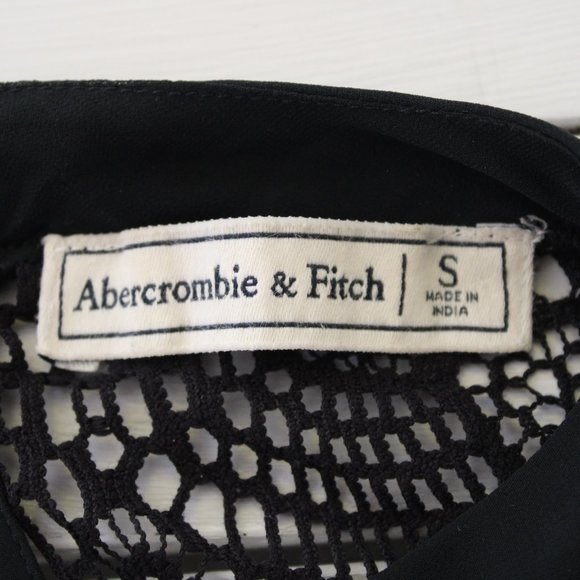 Abercrombie & Fitch | S
MADE IN
INDIA